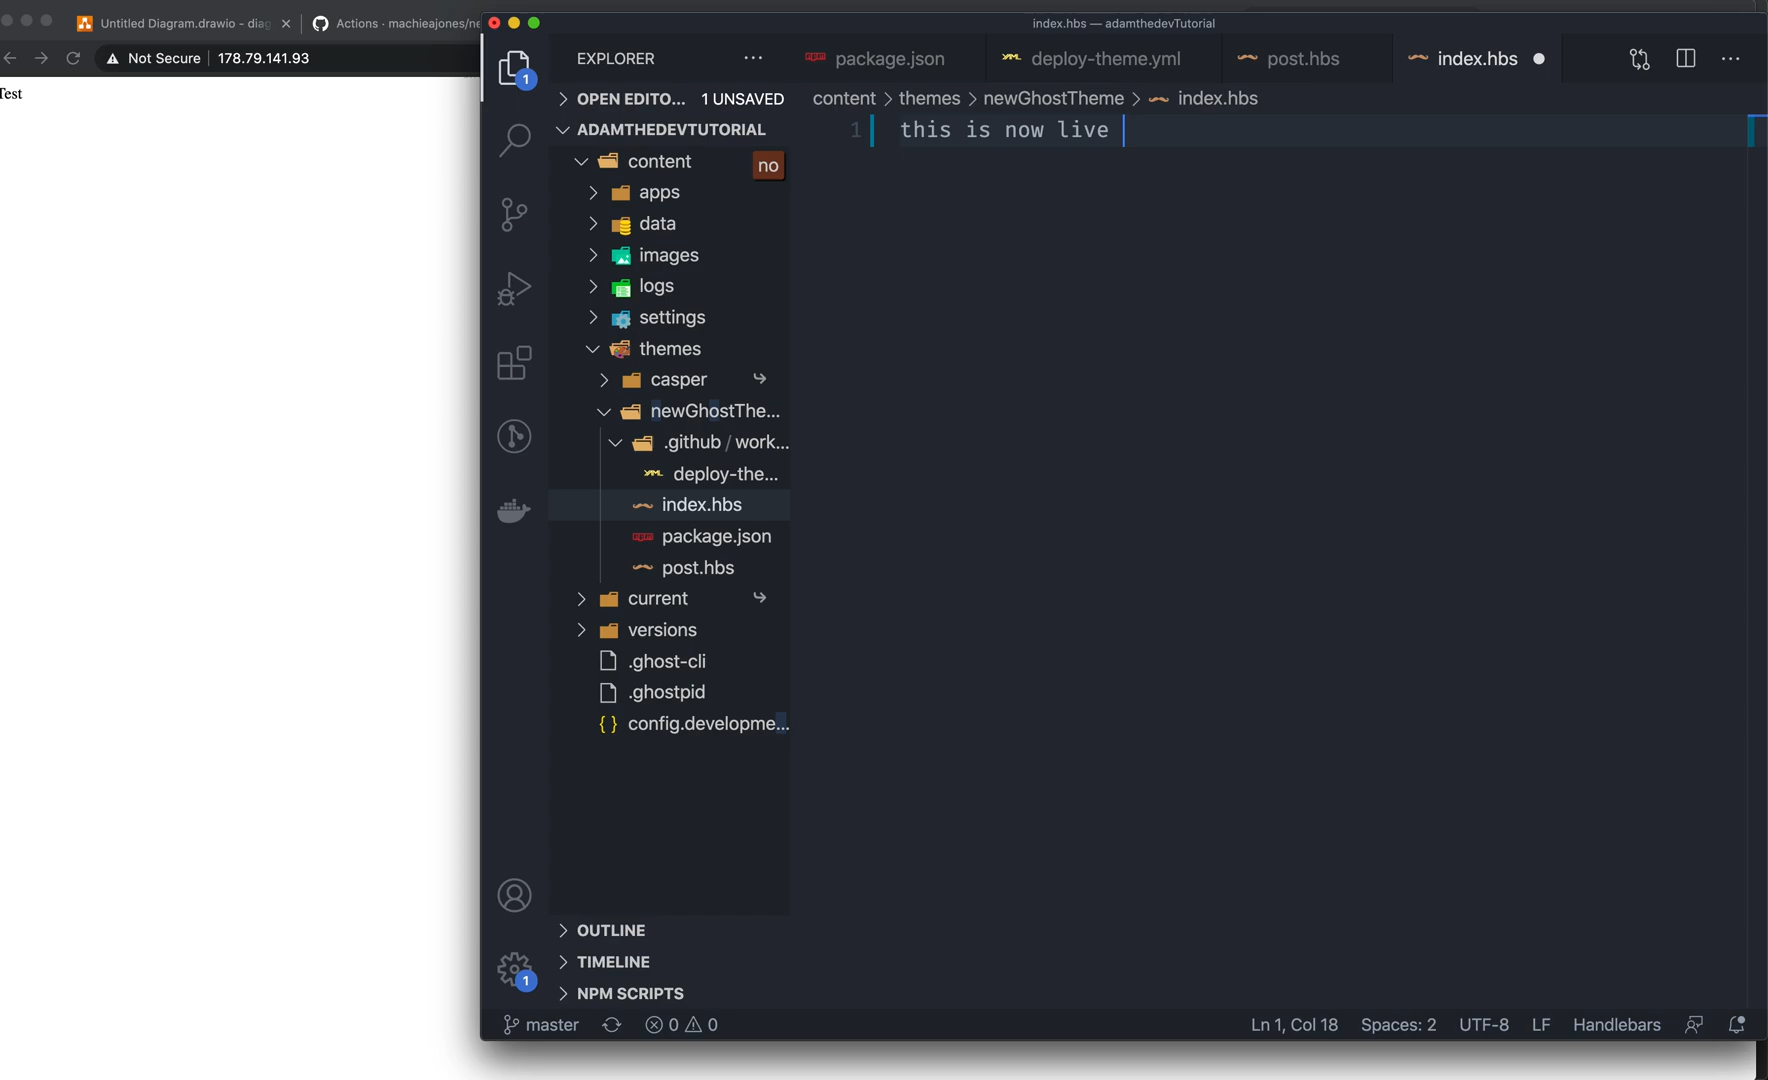 Untitled Diagram.drawio - diag
Actions · machieajones/ne
index.hbs — adamthedevTutorial
Not Secure
178.79.141.93
Test
1
EXPLORER
package.json
deploy-theme.yml
post.hbs
index.hbs
OPEN EDITO...
1 UNSAVED
content > themes > newGhostTheme > index.hbs
ADAMTHEDEVTUTORIAL
1
this is now live
content
no
apps
data
images
logs
settings
themes
casper
newGhostThe...
.github / work...
deploy-the...
index.hbs
package.json
post.hbs
current
versions
.ghost-cli
.ghostpid
{ } config.developme...
OUTLINE
TIMELINE
1
NPM SCRIPTS
master
0
0
Ln 1, Col 18
Spaces: 2
UTF-8
LF
Handlebars